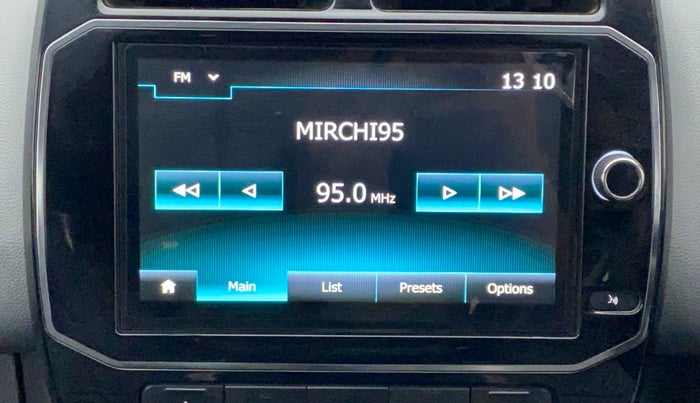 FM
13 10
MIRCHI95
95.0 MHz
Main List Presets Options